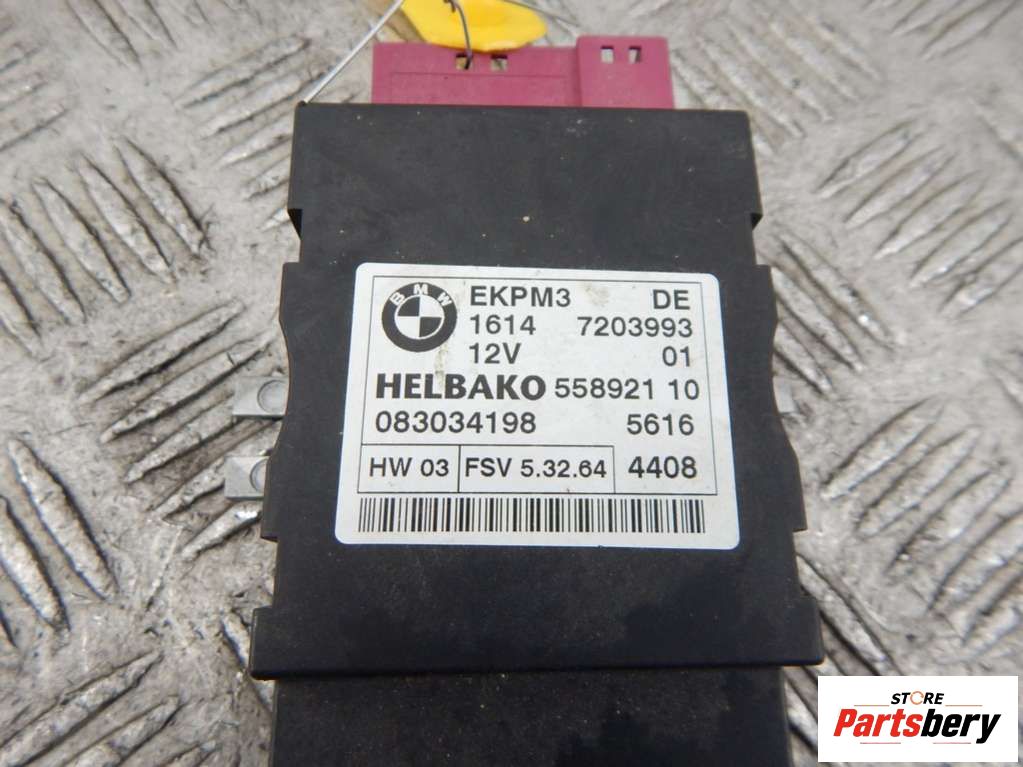 BMW
EKPM3 DE
1614 7203993
12V 01
HELBAKO 558921 10
083034198 5616
HW 03 FSV 5.32.64 4408
STORE
Partsbery